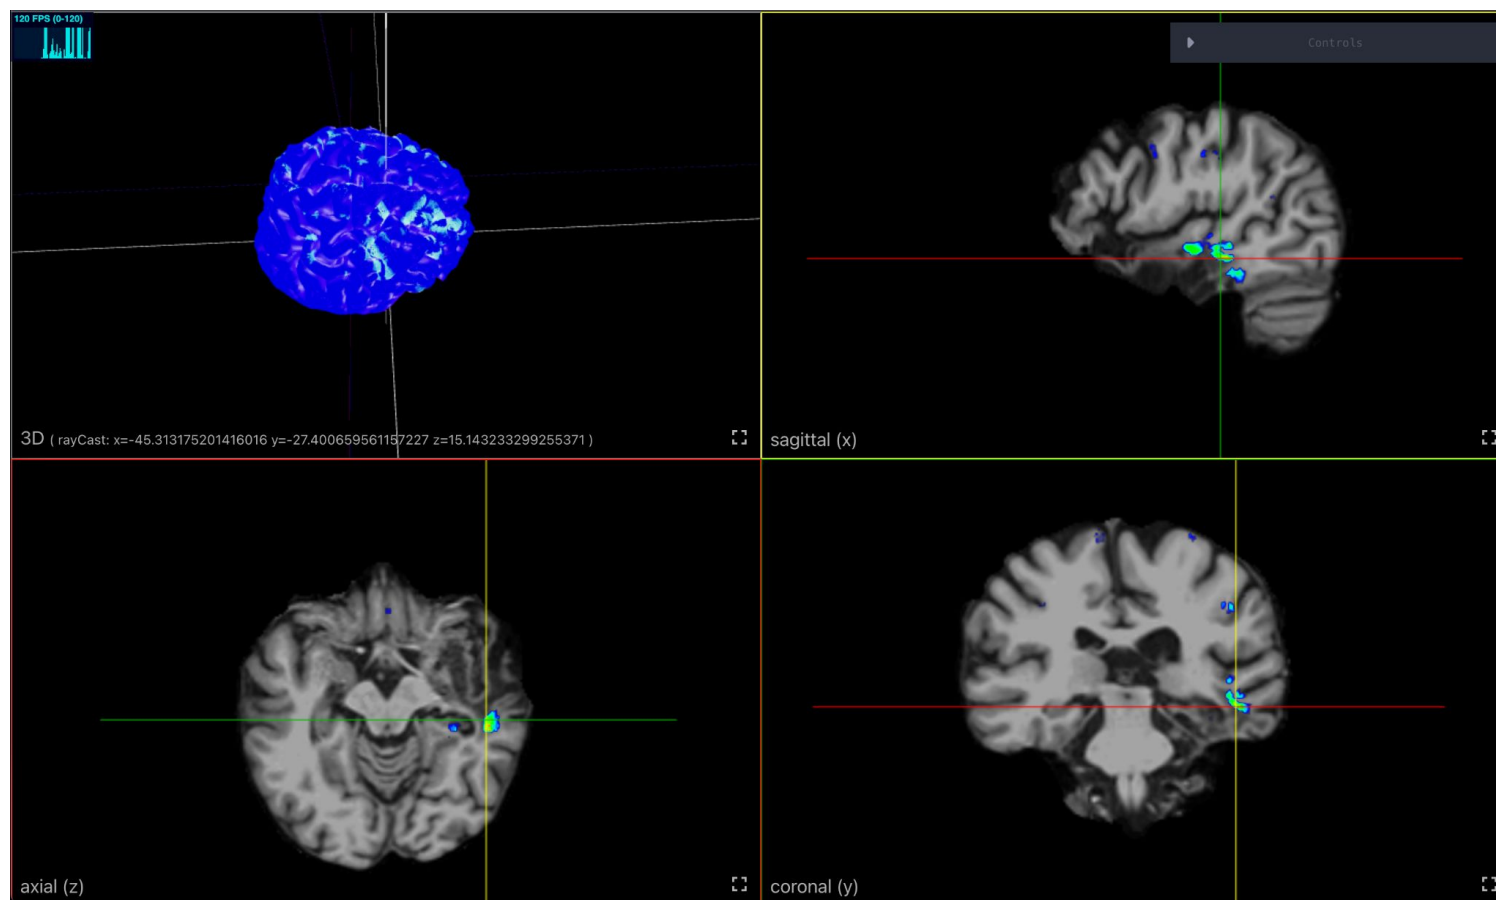 120 FPS (0-120)
Controls
3D ( rayCast: x=-45.313175201416016 y=-27.400659561157227 z=15.143233299255371 )
sagittal (x)
axial (z)
coronal (y)